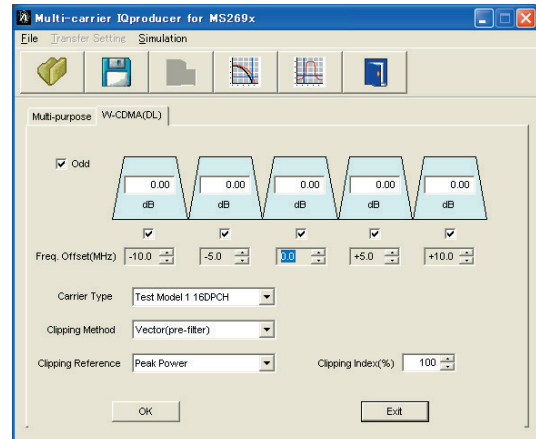 Multi-carrier IQproducer for MS269x
File Transfer Setting Simulation
Multi-purpose W-CDMA(DL)
Odd
0.00 0.00 0.00 0.00 0.00
dB dB dB dB dB
Freq. Offset(MHz) -10.0 -5.0 0.0 +5.0 +10.0
Carrier Type Test Model 1 16DPCH
Clipping Method Vector(pre-filter)
Clipping Reference Peak Power Clipping Index(%) 100
OK Exit